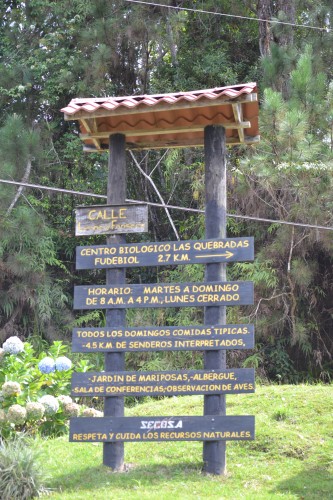 CALLE
CENTRO BIOLOGICO LAS QUEBRADAS
FUDEBIOL 2.7 KM.
HORARIO: MARTES A DOMINGO
DE 8 A.M. A 4 P.M., LUNES CERRADO
TODOS LOS DOMINGOS COMIDAS TIPICAS.
-4.5 KM. DE SENDEROS INTERPRETADOS,
-JARDIN DE MARIPOSAS,-ALBERGUE,
-SALA DE CONFERENCIAS,-OBSERVACION DE AVES.
SECOSA
RESPETA Y CUIDA LOS RECURSOS NATURALES.